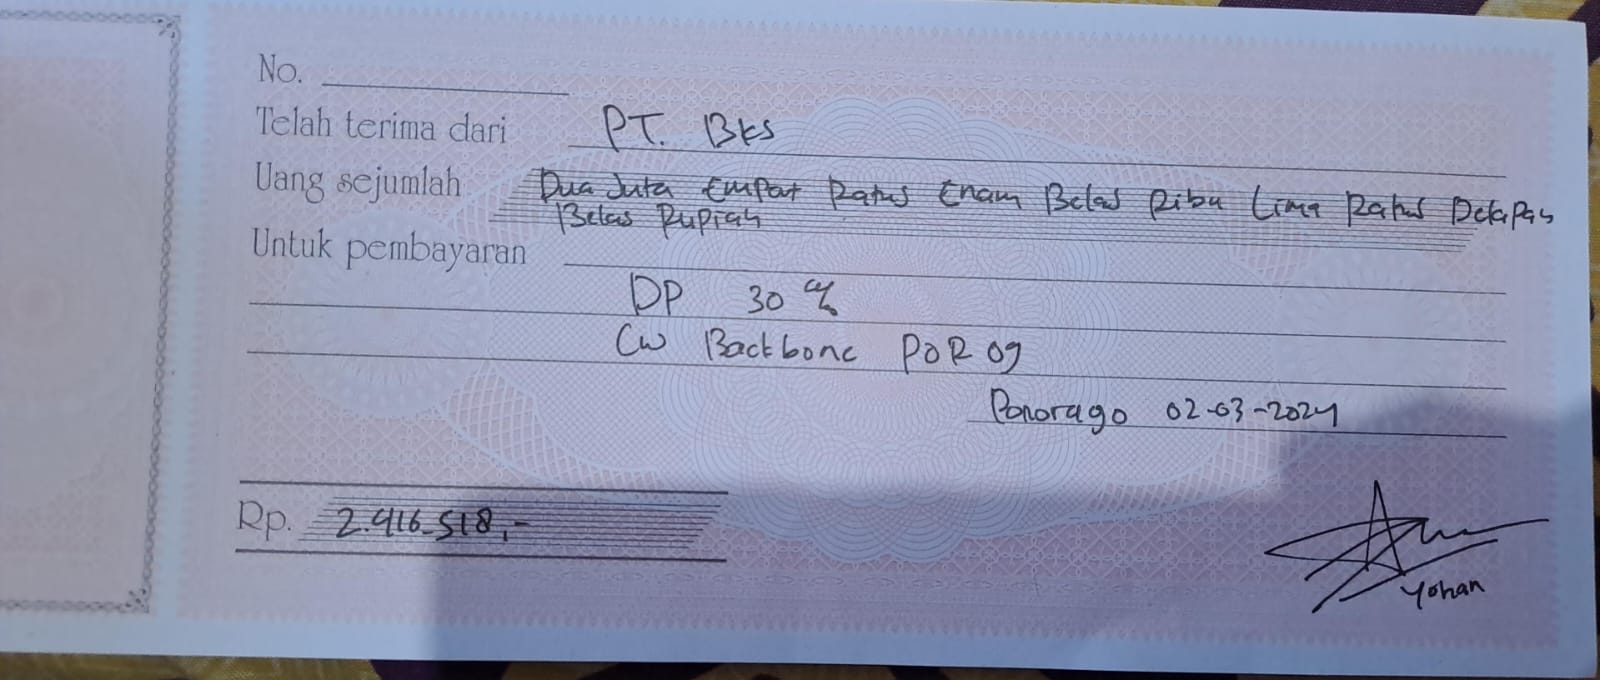 No.
Telah terima dari PT. Bks
Uang sejumlah Dua Juta Empat Ratus Enam Belas Ribu Lima Ratus Delapan
Belas Rupiah
Untuk pembayaran
DP 30 %
CW Backbone POR 09
Ponorogo 02-03-2024
Rp. 2.416.518,-
Yohan